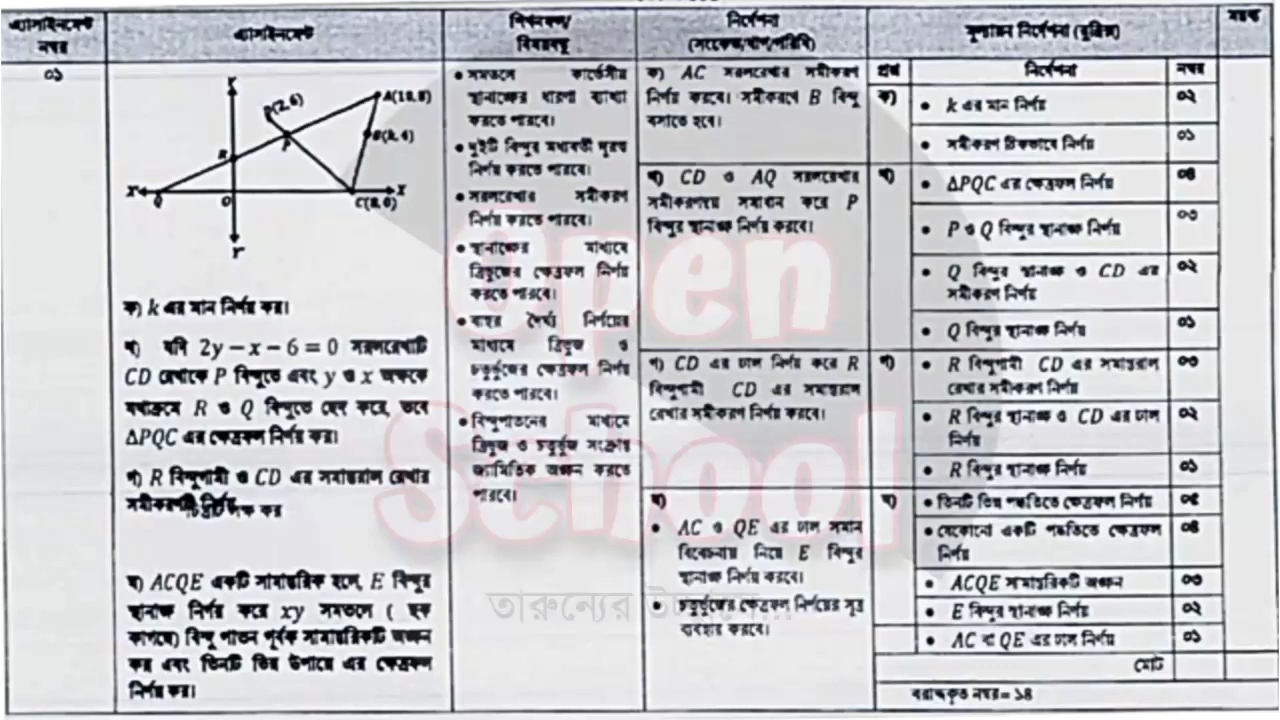 এ্যাসাইনমেন্ট
নম্বর
এ্যাসাইনমেন্ট
শিখনফল/
বিষয়বস্তু
নির্দেশনা
(সংকেত/ধাপ/পরিধি)
মূল্যায়ন নির্দেশনা (রুব্রিক্স)
মন্তব্য
০১
Y
D(2,6)
A(18,8)
P
B(k,4)
R
X'
Q
O
C(8,0)
X
Y'
ক) k এর মান নির্ণয় কর।
খ) যদি 2y – x – 6 = 0 সরলরেখাটি
CD রেখাকে P বিন্দুতে এবং y ও x অক্ষকে
যথাক্রমে R ও Q বিন্দুতে ছেদ করে, তবে
ΔPQC এর ক্ষেত্রফল নির্ণয় কর।
গ) R বিন্দুগামী ও CD এর সমান্তরাল রেখার
সমীকরণটি নির্ণয় কর
ঘ) ACQE একটি সামান্তরিক হলে, E বিন্দুর
স্থানাঙ্ক নির্ণয় করে xy সমতলে ( ছক
কাগজে) বিন্দু পাতন পূর্বক সামান্তরিকটি অঙ্কন
কর এবং তিনটি ভিন্ন উপায়ে এর ক্ষেত্রফল
নির্ণয় কর।
• সমতলে কার্তেসীয়
স্থানাঙ্কের ধারণা ব্যাখ্যা
করতে পারবে।
• দুইটি বিন্দুর মধ্যবর্তী দূরত্ব
নির্ণয় করতে পারবে।
• সরলরেখার সমীকরণ
নির্ণয় করতে পারবে।
• স্থানাঙ্কের মাধ্যমে
ত্রিভুজের ক্ষেত্রফল নির্ণয়
করতে পারবে।
• বাহুর দৈর্ঘ্য নির্ণয়ের
মাধ্যমে ত্রিভুজ ও
চতুর্ভুজের ক্ষেত্রফল নির্ণয়
করতে পারবে।
• বিন্দুপাতনের মাধ্যমে
ত্রিভুজ ও চতুর্ভুজ সংক্রান্ত
জ্যামিতিক অঙ্কন করতে
পারবে।
ক) AC সরলরেখার সমীকরণ
নির্ণয় করবে। সমীকরণে B বিন্দু
বসাতে হবে।
খ) CD ও AQ সরলরেখার
সমীকরণদ্বয় সমাধান করে P
বিন্দুর স্থানাঙ্ক নির্ণয় করবে।
গ) CD এর ঢাল নির্ণয় করে R
বিন্দুগামী CD এর সমান্তরাল
রেখার সমীকরণ নির্ণয় করবে।
ঘ)
• AC ও QE এর ঢাল সমান
বিবেচনায় নিয়ে E বিন্দুর
স্থানাঙ্ক নির্ণয় করবে।
• চতুর্ভুজের ক্ষেত্রফল নির্ণয়ের সূত্র
ব্যবহার করবে।
প্রশ্ন নির্দেশনা নম্বর
ক) • k এর মান নির্ণয় ০২
• সমীকরণ ঠিকভাবে নির্ণয় ০১
খ) • ΔPQC এর ক্ষেত্রফল নির্ণয় ০৪
• P ও Q বিন্দুর স্থানাঙ্ক নির্ণয় ০৩
• Q বিন্দুর স্থানাঙ্ক ও CD এর ০২
সমীকরণ নির্ণয়
• Q বিন্দুর স্থানাঙ্ক নির্ণয় ০১
গ) • R বিন্দুগামী CD এর সমান্তরাল ০৩
রেখার সমীকরণ নির্ণয়
• R বিন্দুর স্থানাঙ্ক ও CD এর ঢাল ০২
নির্ণয়
• R বিন্দুর স্থানাঙ্ক নির্ণয় ০১
ঘ) • তিনটি ভিন্ন পদ্ধতিতে ক্ষেত্রফল নির্ণয় ০৫
• যেকোনো একটি পদ্ধতিতে ক্ষেত্রফল ০৪
নির্ণয়
• ACQE সামান্তরিকটি অঙ্কন ০৩
• E বিন্দুর স্থানাঙ্ক নির্ণয় ০২
• AC বা QE এর ঢাল নির্ণয় ০১
মোট
বরাদ্দকৃত নম্বর= ১৪
Open
School
তারুন্যের